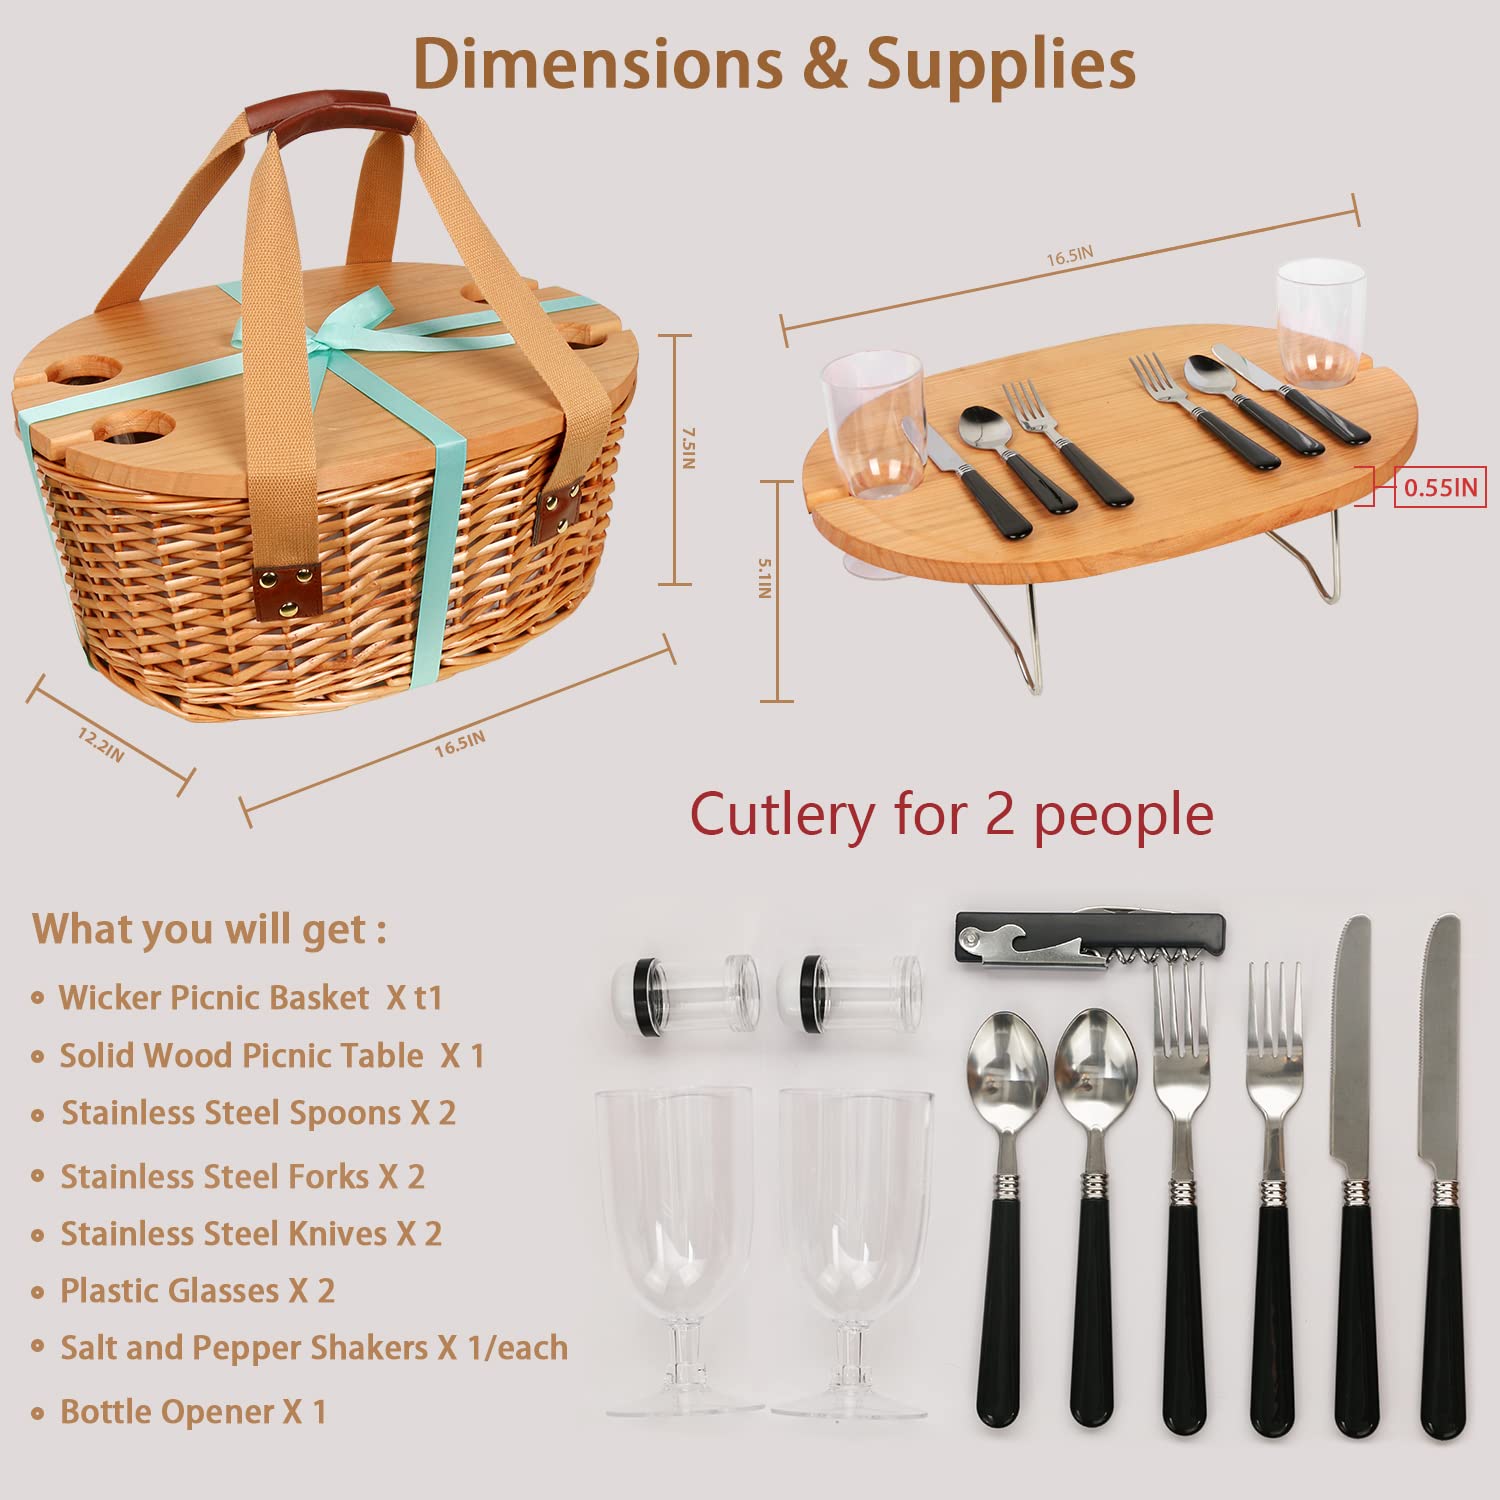 Dimensions & Supplies
16.5IN
7.5IN
0.55IN
5.1IN
12.2IN
16.5IN
Cutlery for 2 people
What you will get :
Wicker Picnic Basket X t1
Solid Wood Picnic Table X 1
Stainless Steel Spoons X 2
Stainless Steel Forks X 2
Stainless Steel Knives X 2
Plastic Glasses X 2
Salt and Pepper Shakers X 1/each
Bottle Opener X 1